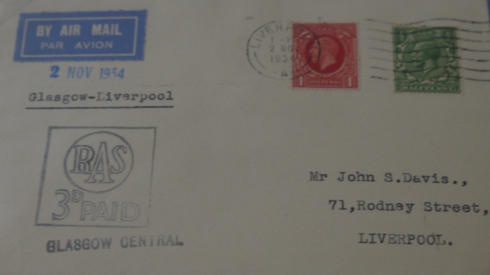 BY AIR MAIL
PAR AVION
2 NOV 1934
Glasgow-Liverpool
RAS
3D PAID
GLASGOW CENTRAL
1934
Mr John S.Davis.,
71,Rodney Street,
LIVERPOOL.